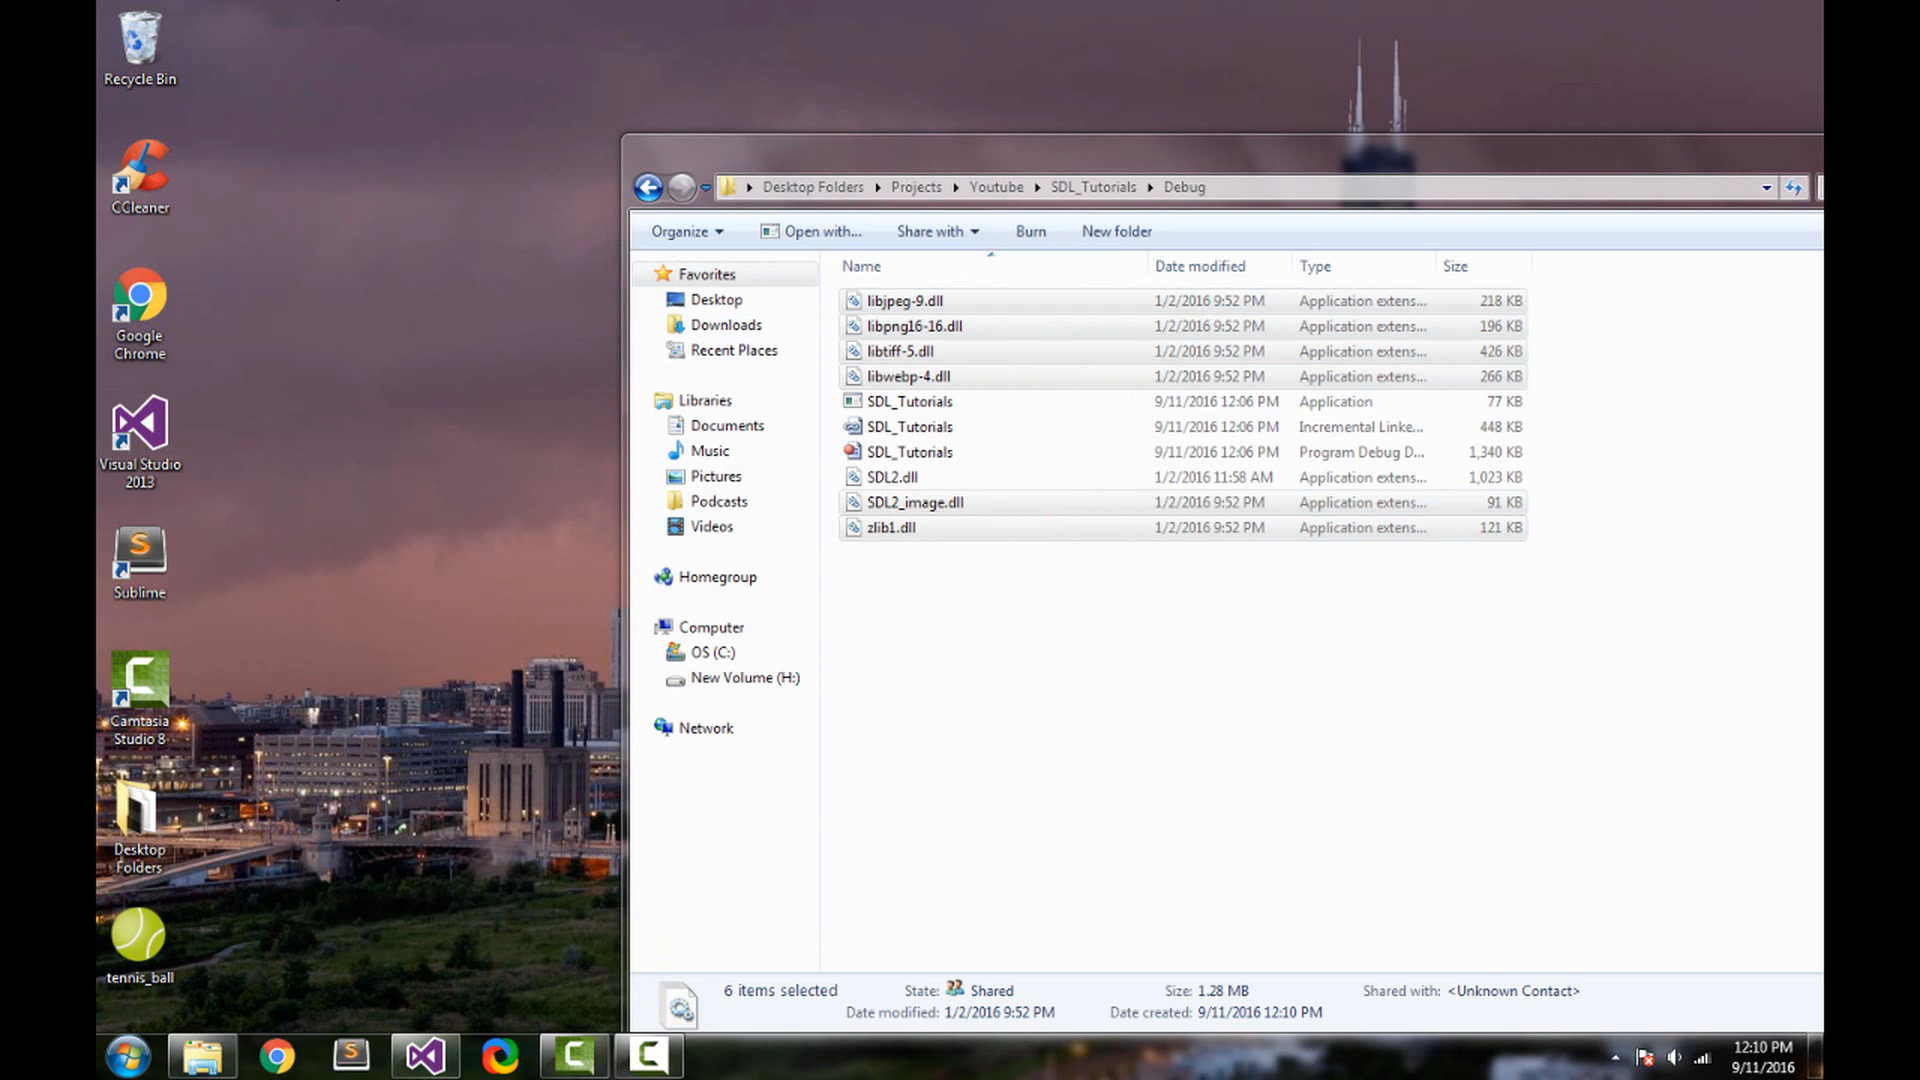 Recycle Bin
CCleaner
Google
Chrome
Visual Studio
2013
Sublime
Camtasia
Studio 8
Desktop
Folders
tennis_ball
Desktop Folders Projects Youtube SDL_Tutorials Debug
Organize Open with... Share with Burn New folder
Favorites
Desktop
Downloads
Recent Places
Libraries
Documents
Music
Pictures
Podcasts
Videos
Homegroup
Computer
OS (C:)
New Volume (H:)
Network
Name Date modified Type Size
libjpeg-9.dll 1/2/2016 9:52 PM Application extens... 218 KB
libpng16-16.dll 1/2/2016 9:52 PM Application extens... 196 KB
libtiff-5.dll 1/2/2016 9:52 PM Application extens... 426 KB
libwebp-4.dll 1/2/2016 9:52 PM Application extens... 266 KB
SDL_Tutorials 9/11/2016 12:06 PM Application 77 KB
SDL_Tutorials 9/11/2016 12:06 PM Incremental Linke... 448 KB
SDL_Tutorials 9/11/2016 12:06 PM Program Debug D... 1,340 KB
SDL2.dll 1/2/2016 11:58 AM Application extens... 1,023 KB
SDL2_image.dll 1/2/2016 9:52 PM Application extens... 91 KB
zlib1.dll 1/2/2016 9:52 PM Application extens... 121 KB
6 items selected State: Shared Size: 1.28 MB Shared with: <Unknown Contact>
Date modified: 1/2/2016 9:52 PM Date created: 9/11/2016 12:10 PM
12:10 PM
9/11/2016